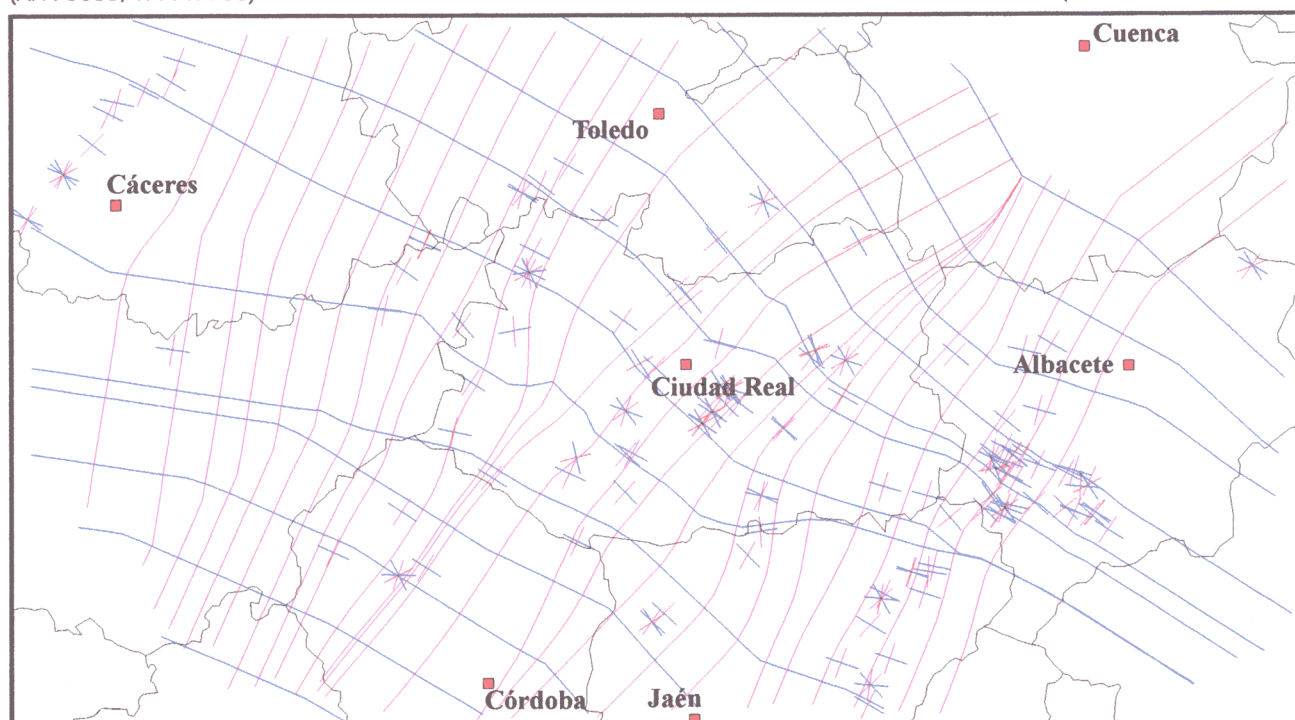 Cuenca
Toledo
Cáceres
Ciudad Real
Albacete
Córdoba
Jaén